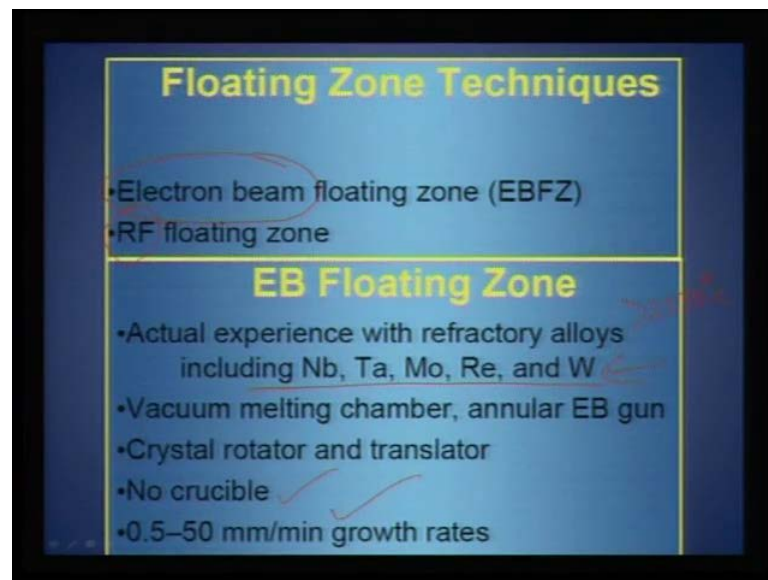 Floating Zone Techniques
•Electron beam floating zone (EBFZ)
•RF floating zone
EB Floating Zone
•Actual experience with refractory alloys
including Nb, Ta, Mo, Re, and W
•Vacuum melting chamber, annular EB gun
•Crystal rotator and translator
•No crucible
•0.5–50 mm/min growth rates